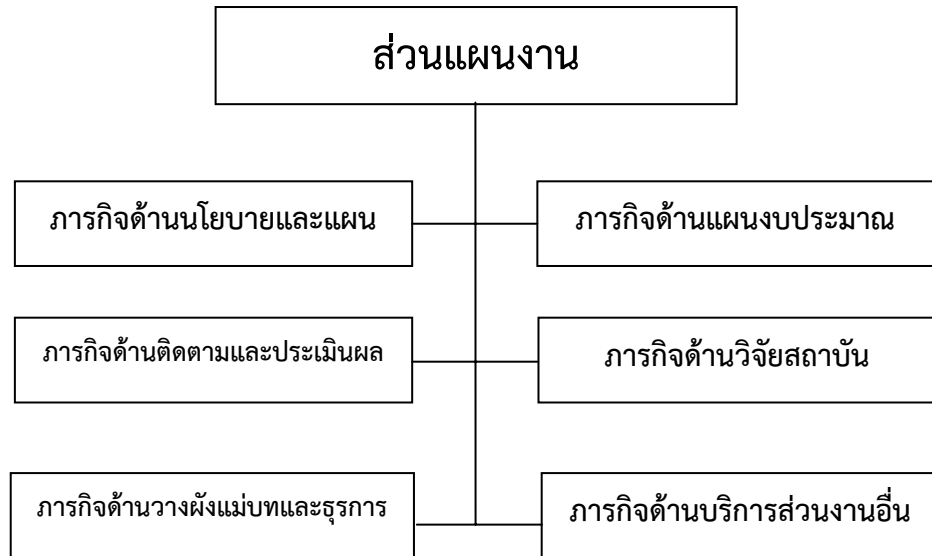 ส่วนแผนงาน
ภารกิจด้านนโยบายและแผน
ภารกิจด้านแผนงบประมาณ
ภารกิจด้านติดตามและประเมินผล
ภารกิจด้านวิจัยสถาบัน
ภารกิจด้านวางผังแม่บทและธุรการ
ภารกิจด้านบริการส่วนงานอื่น